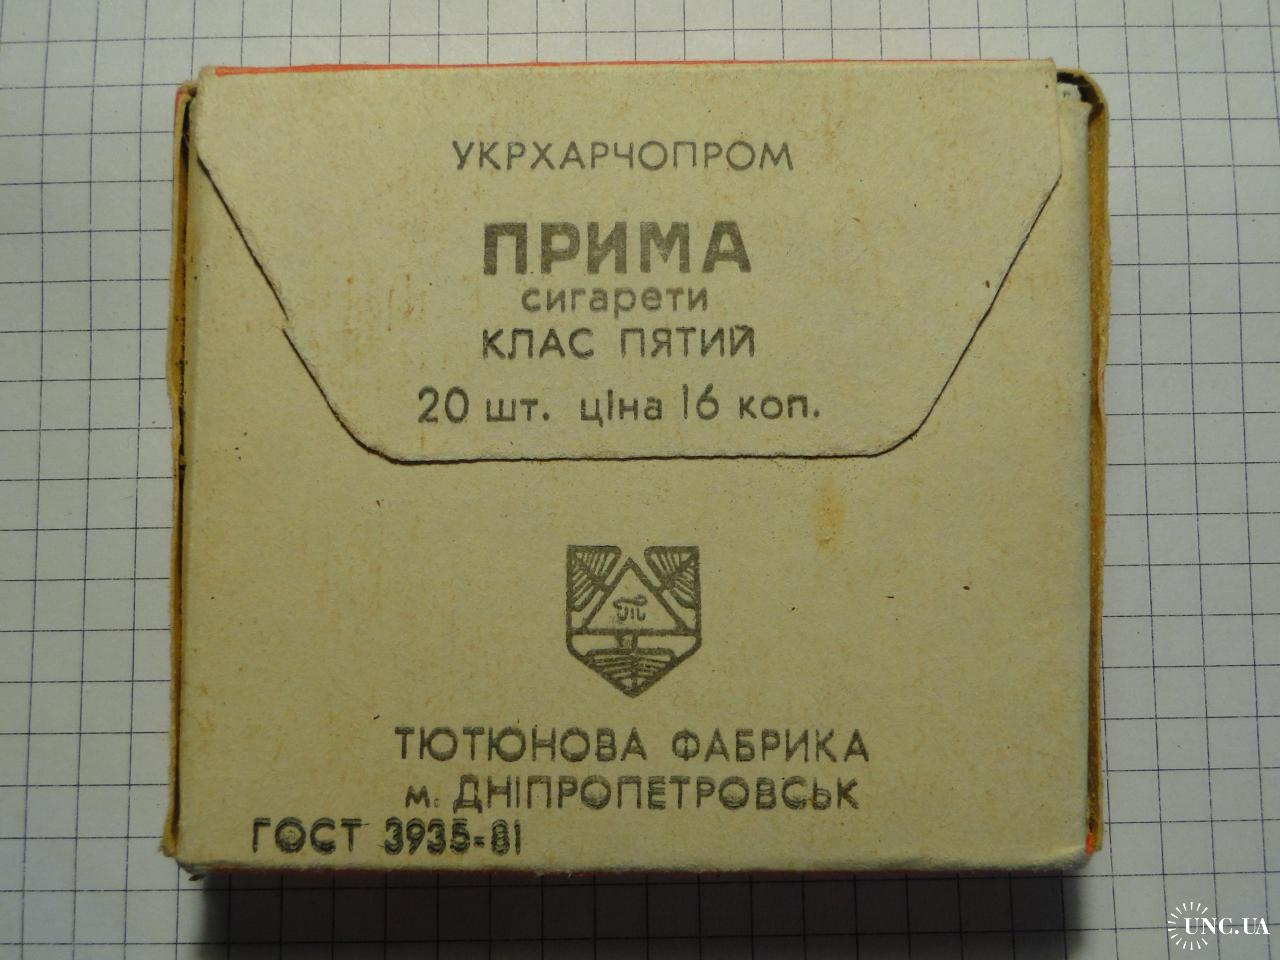 УКРХАРЧОПРОМ
ПРИМА
сигарети
КЛАС ПЯТИЙ
20 шт. ціна 16 коп.
ТЮТЮНОВА ФАБРИКА
м. ДНІПРОПЕТРОВСЬК
ГОСТ 3935-81
UNC.UA